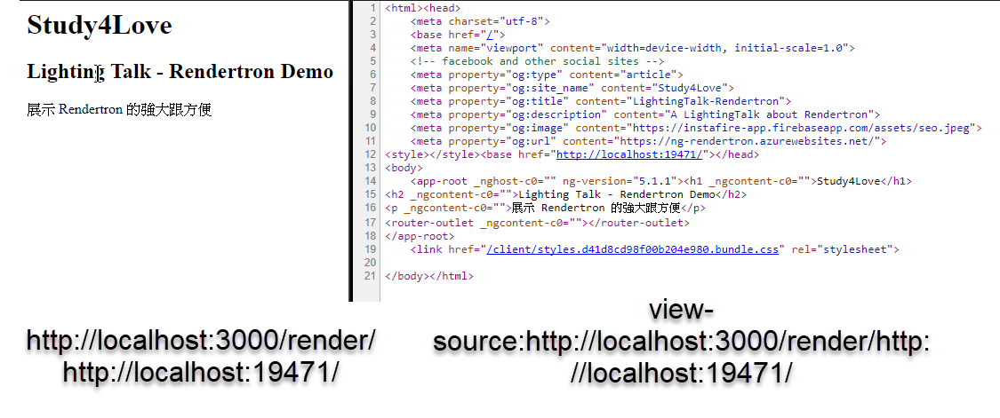 Study4Love
Lighting Talk - Rendertron Demo
展示 Rendertron 的強大跟方便
http://localhost:3000/render/
http://localhost:19471/
1 <html><head>
2 <meta charset="utf-8">
3 <base href="/">
4 <meta name="viewport" content="width=device-width, initial-scale=1.0">
5 <!-- facebook and other social sites -->
6 <meta property="og:type" content="article">
7 <meta property="og:site_name" content="Study4Love">
8 <meta property="og:title" content="LightingTalk-Rendertron">
9 <meta property="og:description" content="A LightingTalk about Rendertron">
10 <meta property="og:image" content="https://instafire-app.firebaseapp.com/assets/seo.jpeg">
11 <meta property="og:url" content="https://ng-rendertron.azurewebsites.net/">
12 <style></style><base href="http://localhost:19471/"></head>
13 <body>
14 <app-root _nghost-c0="" ng-version="5.1.1"><h1 _ngcontent-c0="">Study4Love</h1>
15 <h2 _ngcontent-c0="">Lighting Talk - Rendertron Demo</h2>
16 <p _ngcontent-c0="">展示 Rendertron 的強大跟方便</p>
17 <router-outlet _ngcontent-c0=""></router-outlet>
18 </app-root>
19 <link href="/client/styles.d41d8cd98f00b204e980.bundle.css" rel="stylesheet">
20
21 </body></html>
view-
source:http://localhost:3000/render/http:
//localhost:19471/